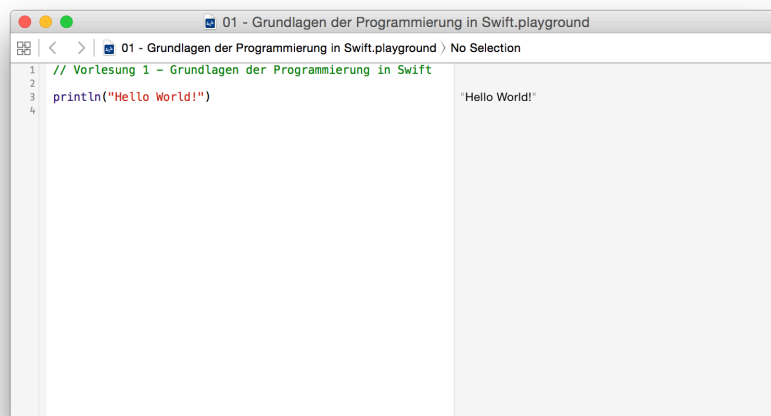 01 - Grundlagen der Programmierung in Swift.playground
01 - Grundlagen der Programmierung in Swift.playground 〉 No Selection
1 // Vorlesung 1 - Grundlagen der Programmierung in Swift
2
3 println("Hello World!") "Hello World!"
4